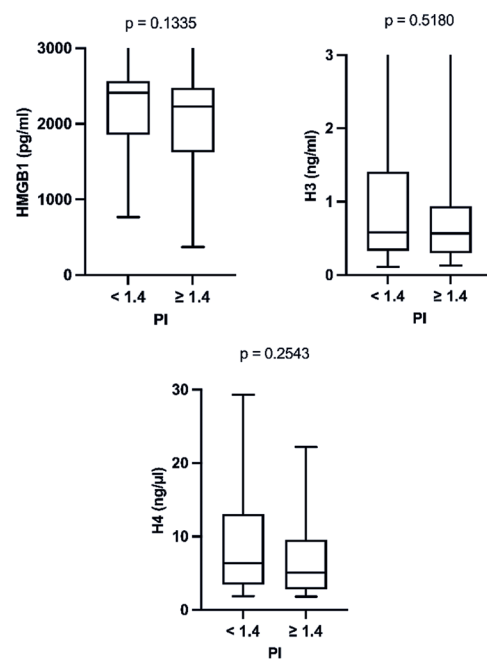 p = 0.1335
HMGB1 (pg/ml)
3000
2000
1000
0
< 1.4
≥ 1.4
PI
p = 0.5180
H3 (ng/ml)
3
2
1
0
< 1.4
≥ 1.4
PI
p = 0.2543
H4 (ng/µl)
30
20
10
0
< 1.4
≥ 1.4
PI